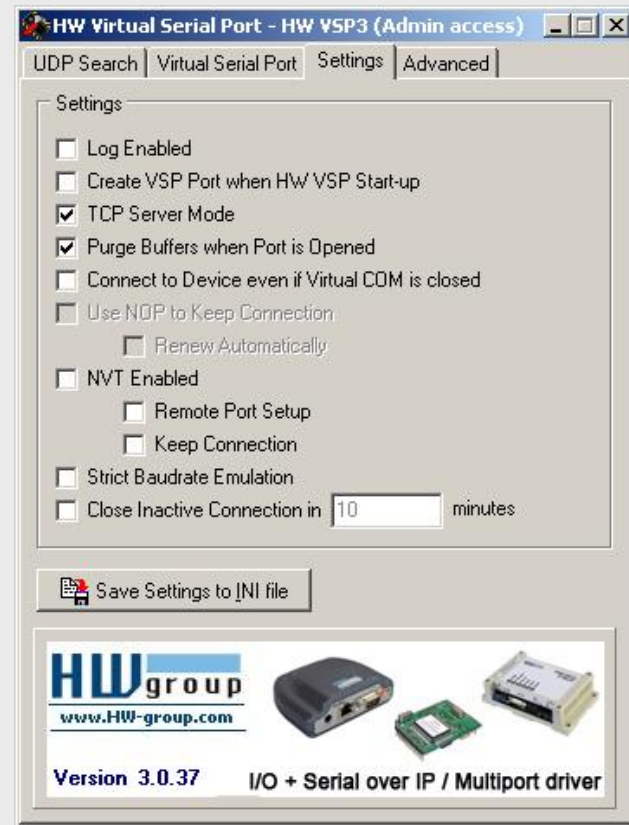 HW Virtual Serial Port - HW VSP3 (Admin access)
UDP Search Virtual Serial Port Settings Advanced
Settings
Log Enabled
Create VSP Port when HW VSP Start-up
TCP Server Mode
Purge Buffers when Port is Opened
Connect to Device even if Virtual COM is closed
Use NOP to Keep Connection
Renew Automatically
NVT Enabled
Remote Port Setup
Keep Connection
Strict Baudrate Emulation
Close Inactive Connection in 10 minutes
Save Settings to INI file
HW group
www.HW-group.com
Version 3.0.37 I/O + Serial over IP / Multiport driver